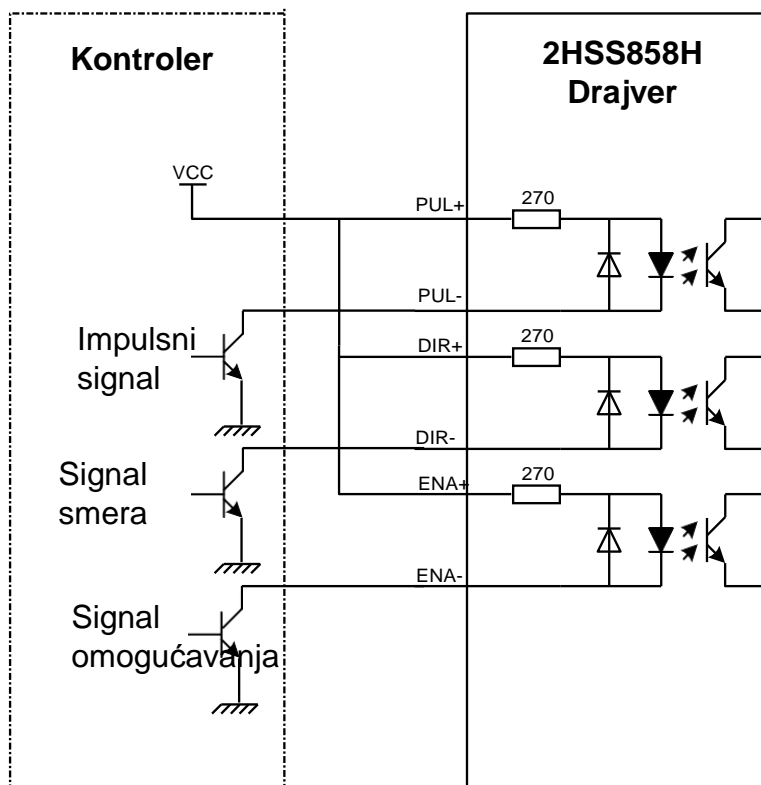 Kontroler
2HSS858H
Drajver
VCC
PUL+
270
PUL-
Impulsni
signal
DIR+
270
DIR-
Signal
smera
ENA+
270
ENA-
Signal
omogućavanja